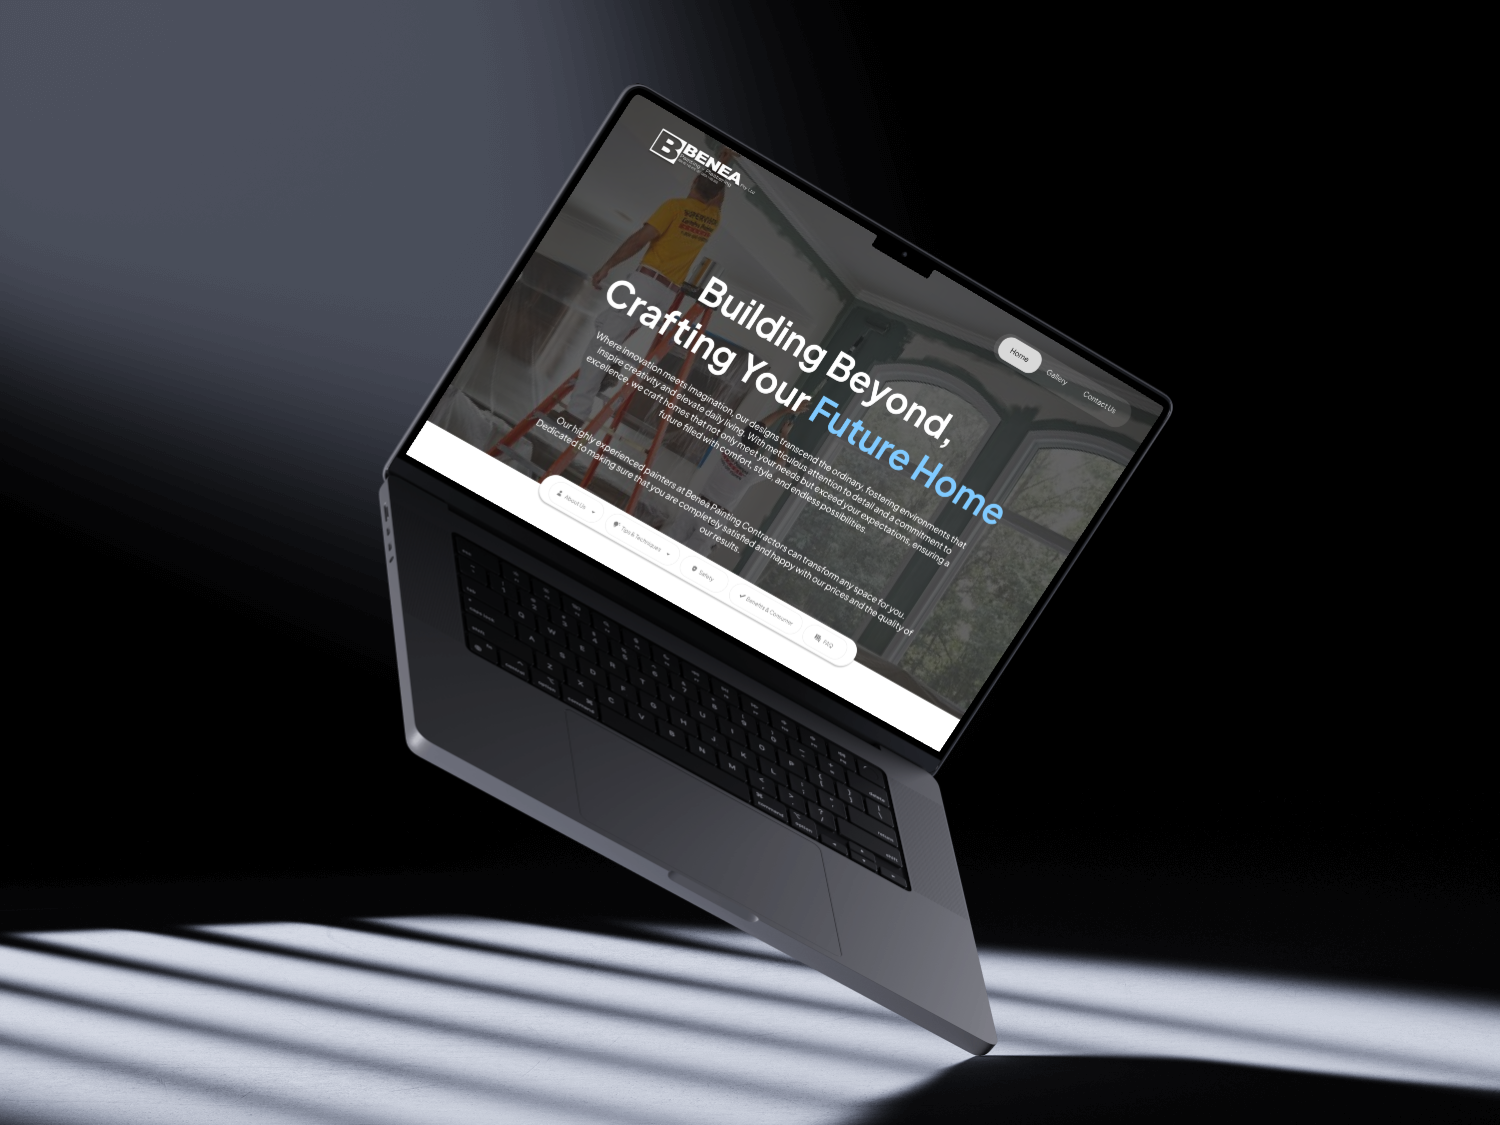 B BENEA
Painting / Plastering
Pty Ltd
Home
Gallery
Contact Us
Building Beyond,
Crafting Your Future Home
Where innovation meets imagination, our designs transcend the ordinary, fostering environments that
inspire creativity and elevate daily living. With meticulous attention to detail and a commitment to
excellence, we craft homes that not only meet your needs but exceed your expectations, ensuring a
future filled with comfort, style, and endless possibilities.
Our highly experienced painters at Benea Painting Contractors can transform any space for you.
Dedicated to making sure that you are completely satisfied and happy with our prices and the quality of
our results.
About Us
Tips & Techniques
Safety
Benefits & Consumer
FAQ